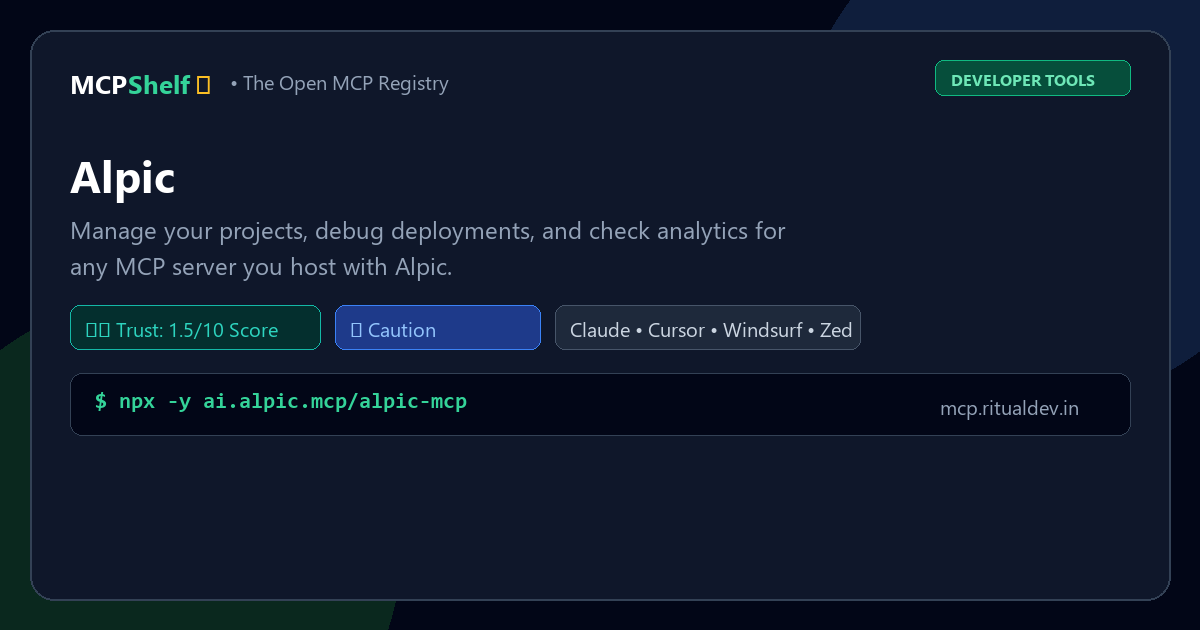 MCPShelf • The Open MCP Registry
DEVELOPER TOOLS
Alpic
Manage your projects, debug deployments, and check analytics for
any MCP server you host with Alpic.
Trust: 1.5/10 Score
Caution
Claude • Cursor • Windsurf • Zed
$ npx -y ai.alpic.mcp/alpic-mcp
mcp.ritualdev.in